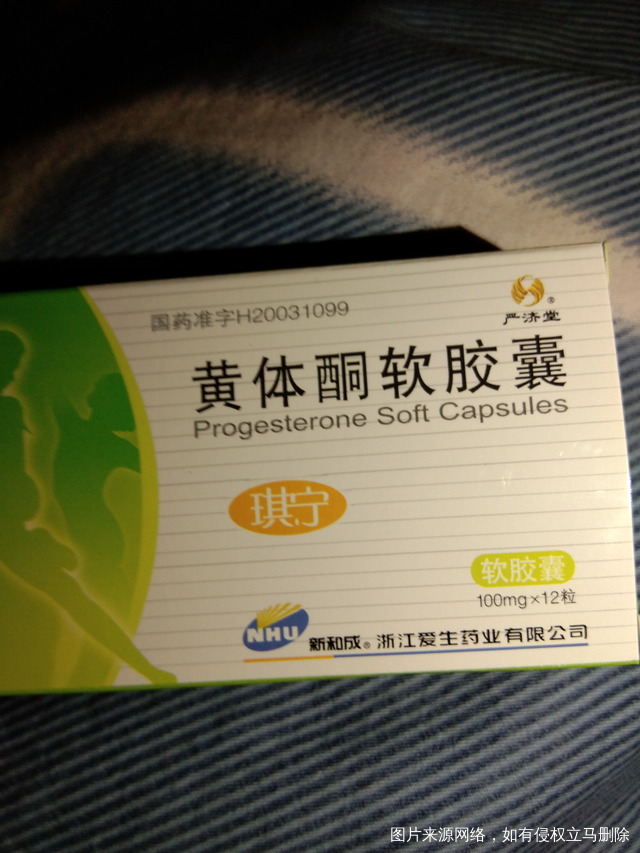 国药准字H20031099
严济堂
黄体酮软胶囊
Progesterone Soft Capsules
琪宁
软胶囊
100mg×12粒
NHU 新和成® 浙江爱生药业有限公司
图片来源网络，如有侵权立马删除